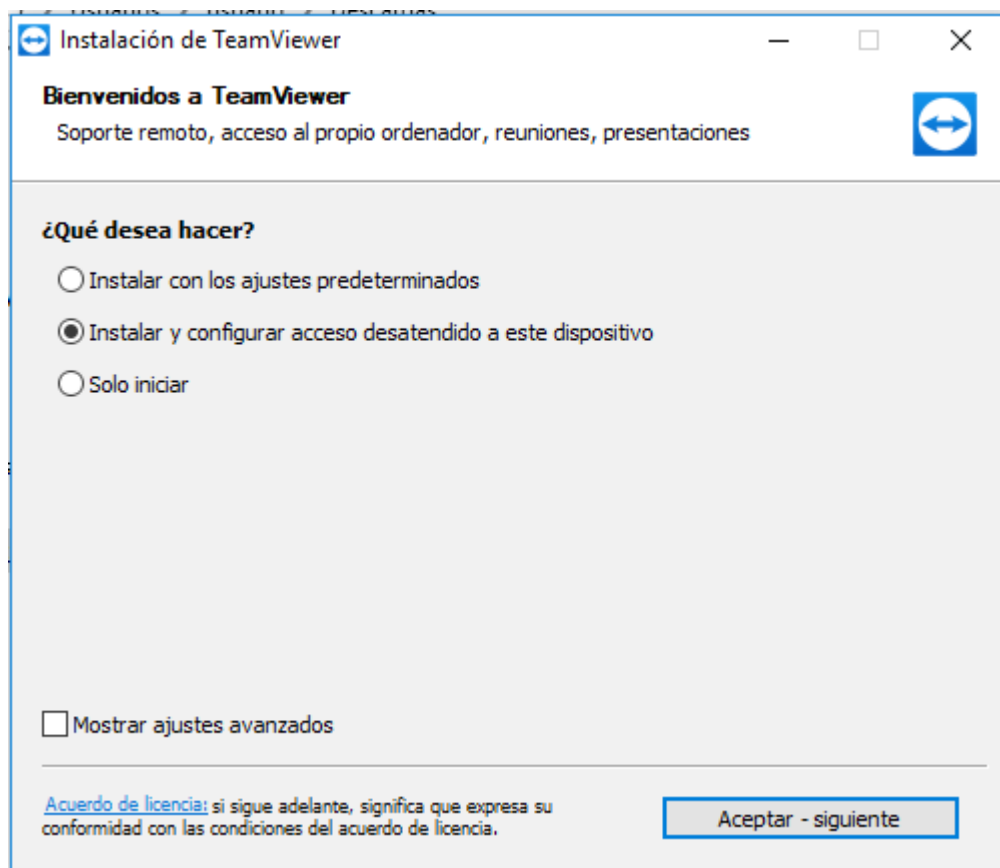 Instalación de TeamViewer
Bienvenidos a TeamViewer
Soporte remoto, acceso al propio ordenador, reuniones, presentaciones
¿Qué desea hacer?
Instalar con los ajustes predeterminados
Instalar y configurar acceso desatendido a este dispositivo
Solo iniciar
Mostrar ajustes avanzados
Acuerdo de licencia: si sigue adelante, significa que expresa su
conformidad con las condiciones del acuerdo de licencia.
Aceptar - siguiente